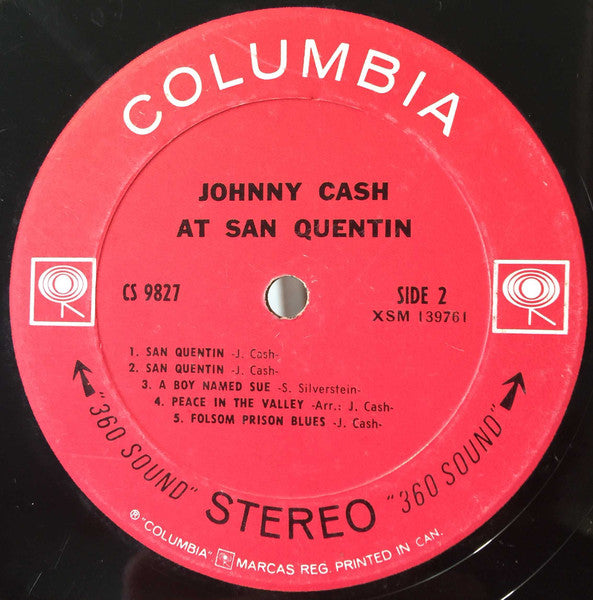 COLUMBIA
JOHNNY CASH
AT SAN QUENTIN
CS 9827
SIDE 2
XSM 139761
1. SAN QUENTIN -J. Cash-
2. SAN QUENTIN -J. Cash-
3. A BOY NAMED SUE -S. Silverstein-
4. PEACE IN THE VALLEY -Arr.: J. Cash-
5. FOLSOM PRISON BLUES -J. Cash-
"360 SOUND" STEREO "360 SOUND"
® "COLUMBIA" MARCAS REG. PRINTED IN CAN.